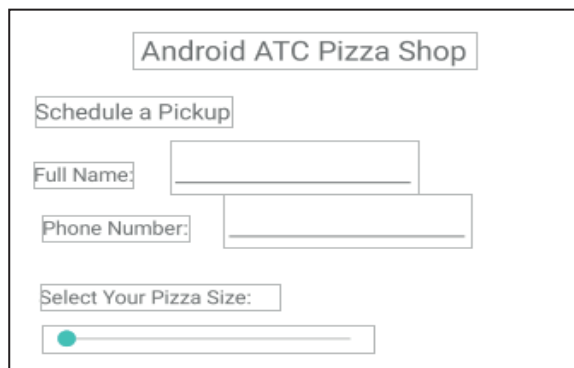 Android ATC Pizza Shop
Schedule a Pickup
Full Name:
Phone Number:
Select Your Pizza Size: